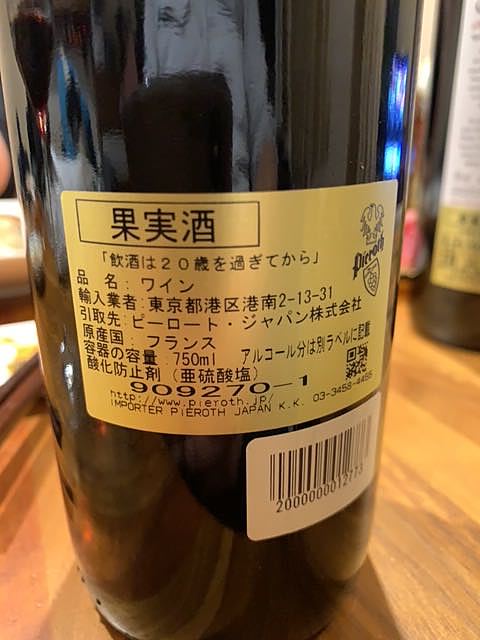 果実酒
「飲酒は20歳を過ぎてから」
Pieroth
品 名: ワイン
輸入業者:東京都港区港南2-13-31
引取先:ピーロート・ジャパン株式会社
原産国: フランス
容器の容量:750ml アルコール分は別ラベルに記載
酸化防止剤(亜硫酸塩)
909270-1
http://www.pieroth.jp/ 03-3458-4455
IMPORTER PIEROTH JAPAN K.K.
2000000012773